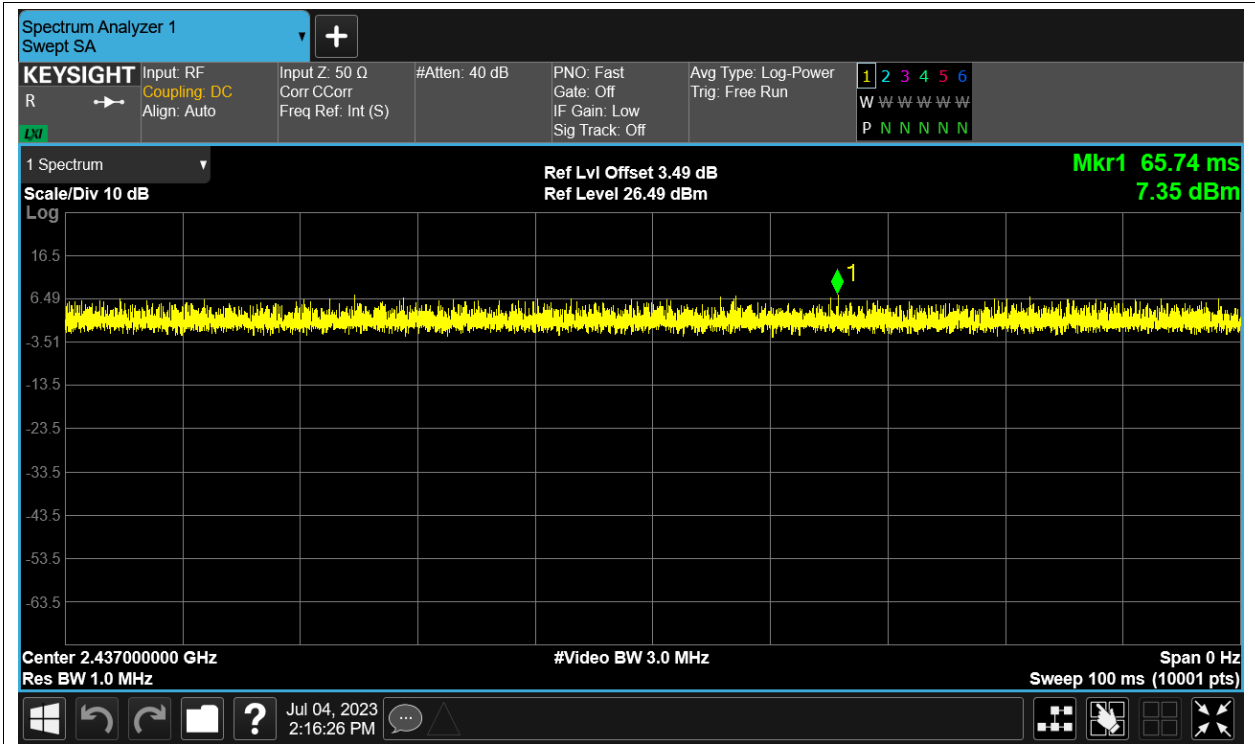 Spectrum Analyzer 1
Swept SA
KEYSIGHT
R
LXI
Input: RF
Coupling: DC
Align: Auto
Input Z: 50 Ω
Corr CCorr
Freq Ref: Int (S)
#Atten: 40 dB
PNO: Fast
Gate: Off
IF Gain: Low
Sig Track: Off
Avg Type: Log-Power
Trig: Free Run
1 2 3 4 5 6
W W W W W W
P N N N N N
1 Spectrum
Scale/Div 10 dB
Log
Ref Lvl Offset 3.49 dB
Ref Level 26.49 dBm
Mkr1 65.74 ms
7.35 dBm
16.5
6.49
-3.51
-13.5
-23.5
-33.5
-43.5
-53.5
-63.5
1
Center 2.437000000 GHz
Res BW 1.0 MHz
#Video BW 3.0 MHz
Span 0 Hz
Sweep 100 ms (10001 pts)
?
Jul 04, 2023
2:16:26 PM